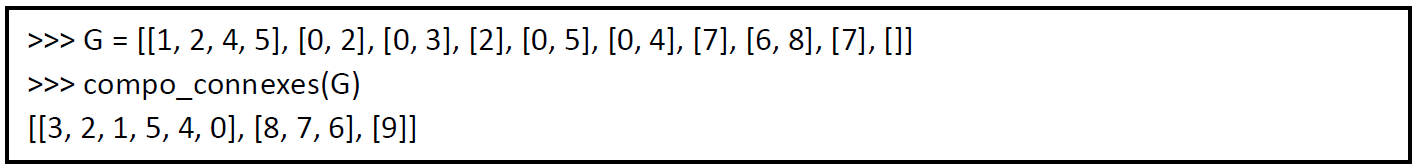 >>> G = [[1, 2, 4, 5], [0, 2], [0, 3], [2], [0, 5], [0, 4], [7], [6, 8], [7], []]
>>> compo_connexes(G)
[[3, 2, 1, 5, 4, 0], [8, 7, 6], [9]]